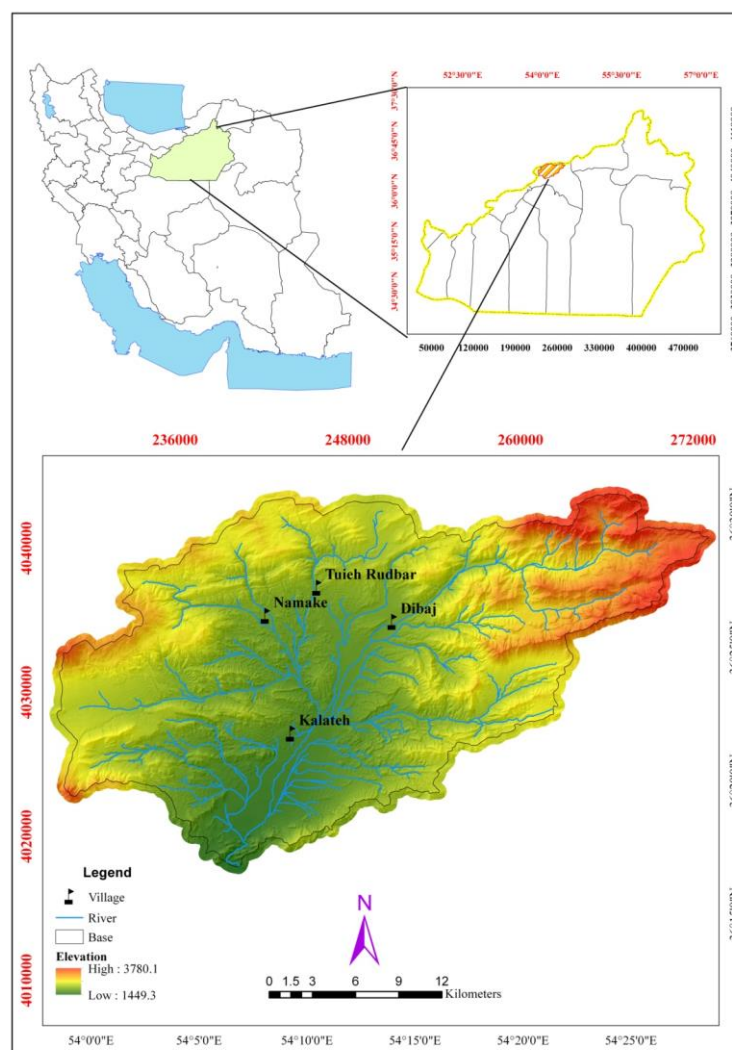 52°30'0"E 54°0'0"E 55°30'0"E 57°0'0"E
37°30'0"N
36°45'0"N
36°0'0"N
35°15'0"N
34°30'0"N
50000 120000 190000 260000 330000 400000 470000
236000 248000 260000 272000
4040000
4030000
4020000
4010000
Tuieh Rudbar
Namake
Dibaj
Kalateh
Legend
Village
River
Base
Elevation
High : 3780.1
Low : 1449.3
N
0 1.5 3 6 9 12
Kilometers
54°0'0"E 54°5'0"E 54°10'0"E 54°15'0"E 54°20'0"E 54°25'0"E